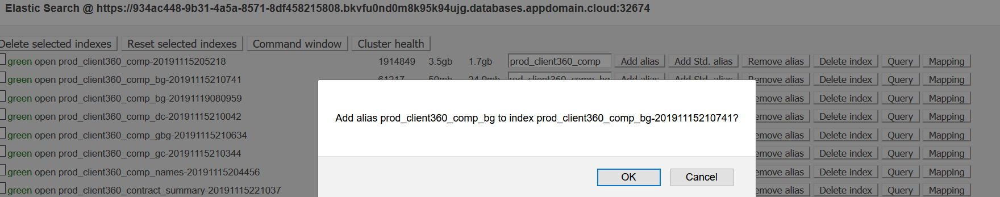 Elastic Search @ https://934ac448-9b31-4a5a-8571-8df458215808.bkvfu0nd0m8k95k94ujg.databases.appdomain.cloud:32674
Delete selected indexes Reset selected indexes Command window Cluster health
green open prod_client360_comp-20191115205218 1914849 3.5gb 1.7gb prod_client360_comp Add alias Add Std. alias Remove alias Delete index Query Mapping
green open prod_client360_comp_bg-20191115210741 61217 50mb 24.9mb rod_client360_comp_bg Add alias Add Std. alias Remove alias Delete index Query Mapping
green open prod_client360_comp_bg-20191119080959 emove alias Delete index Query Mapping
green open prod_client360_comp_dc-20191115210042 emove alias Delete index Query Mapping
green open prod_client360_comp_gbg-20191115210634 emove alias Delete index Query Mapping
green open prod_client360_comp_gc-20191115210344 emove alias Delete index Query Mapping
green open prod_client360_comp_names-20191115204456 emove alias Delete index Query Mapping
green open prod_client360_contract_summary-20191115221037 emove alias Delete index Query Mapping
Add alias prod_client360_comp_bg to index prod_client360_comp_bg-20191115210741?
OK Cancel